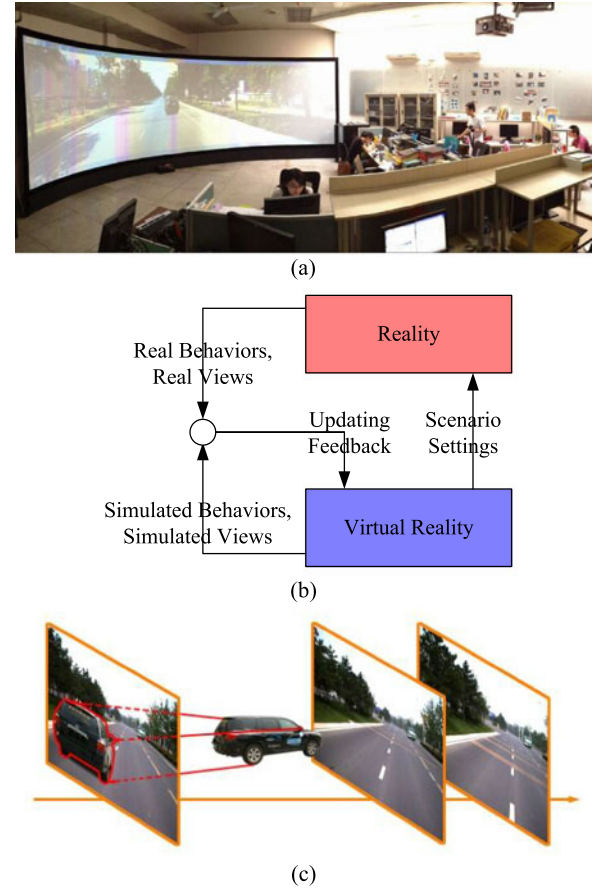 (a)
Reality
Real Behaviors,
Real Views
Updating
Feedback
Scenario
Settings
Simulated Behaviors,
Simulated Views
Virtual Reality
(b)
(c)